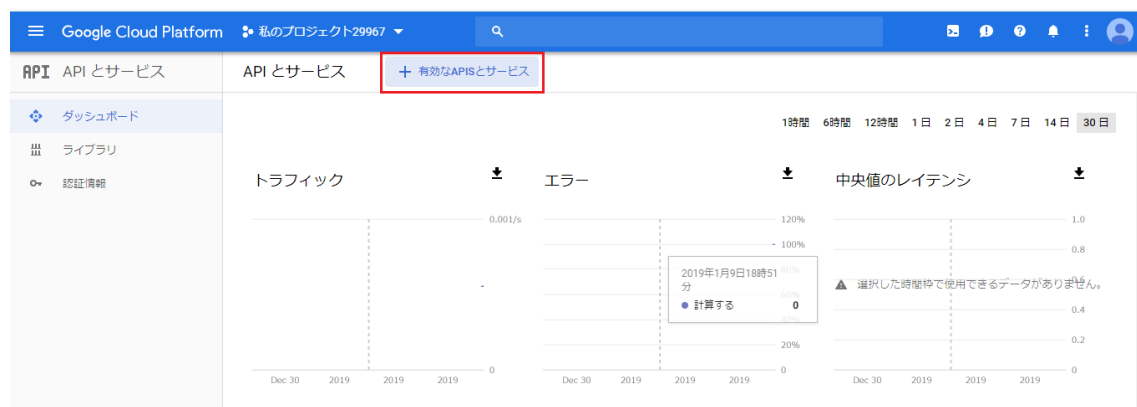 Google Cloud Platform 私のプロジェクト29967
API APIとサービス
APIとサービス
+ 有効なAPISとサービス
ダッシュボード
ライブラリ
認証情報
1時間 6時間 12時間 1日 2日 4日 7日 14日 30日
トラフィック
0.001/s
0
Dec 30 2019 2019 2019
エラー
120%
100%
80%
60%
40%
20%
0
2019年1月9日18時51
分
計算する 0
Dec 30 2019 2019 2019
中央値のレイテンシ
1.0
0.8
0.6
選択した時間枠で使用できるデータがありません。
0.4
0.2
0
Dec 30 2019 2019 2019